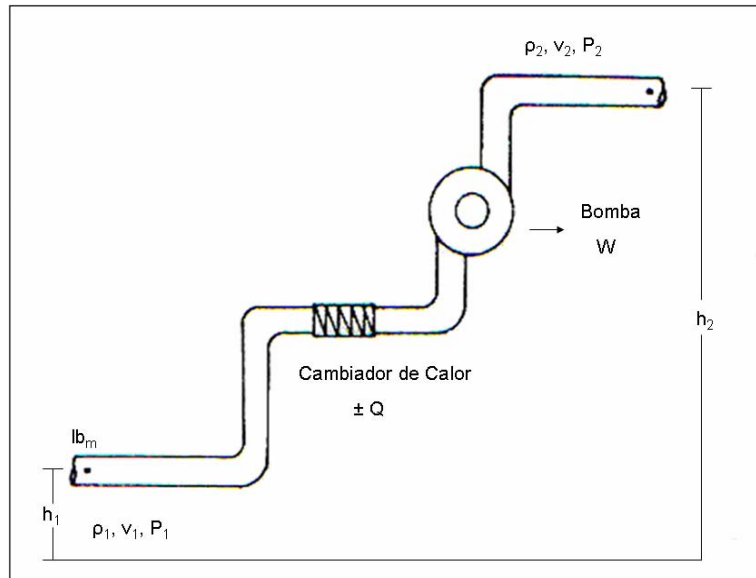 ρ₂, v₂, P₂
Bomba
W
h₂
Cambiador de Calor
± Q
lbₘ
h₁
ρ₁, v₁, P₁